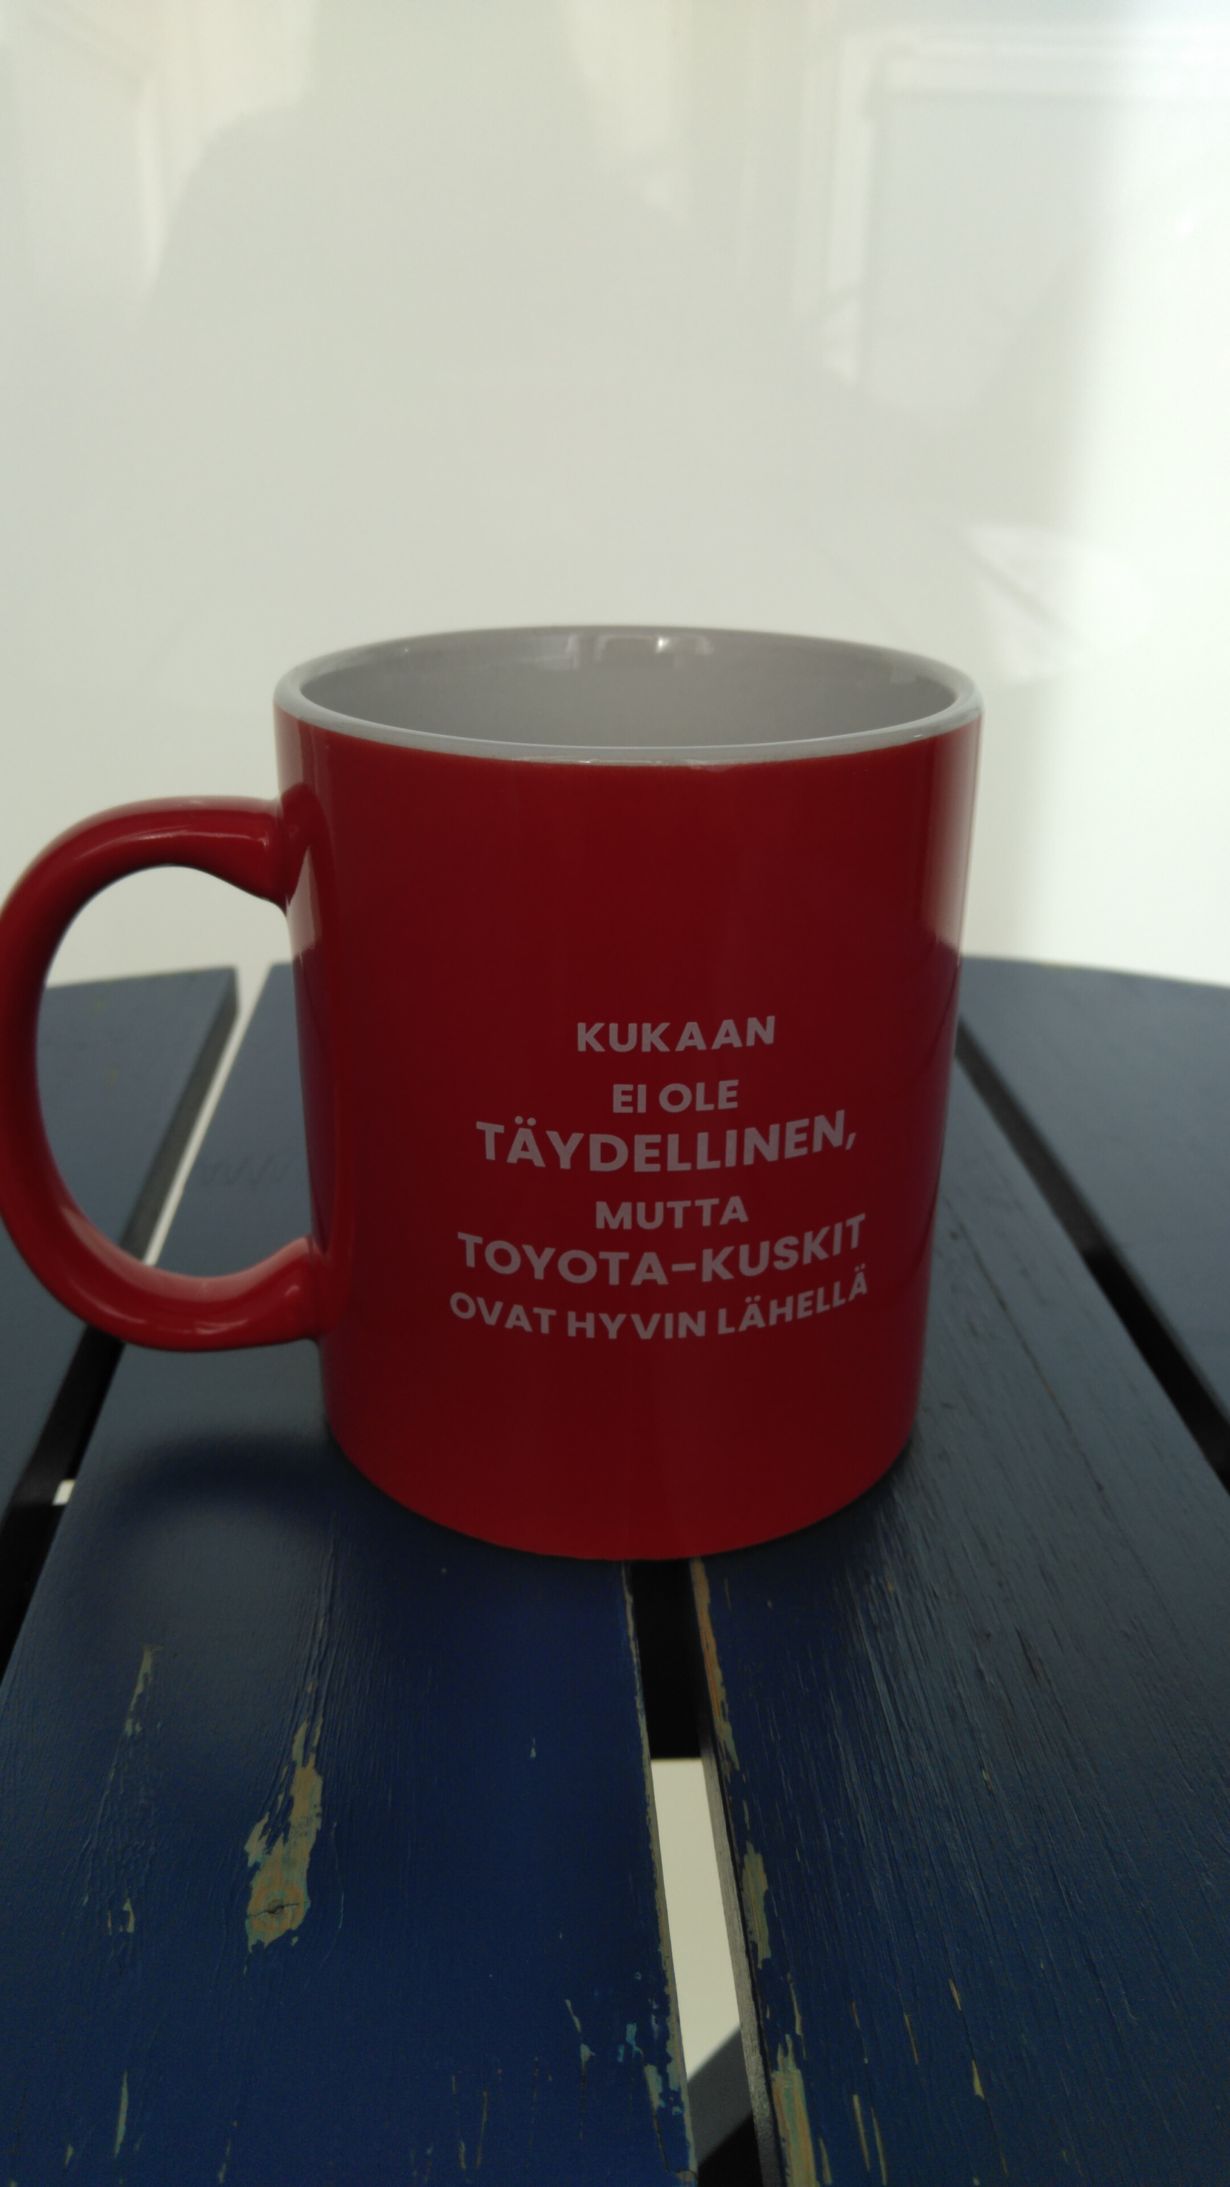 KUKAAN
EI OLE
TÄYDELLINEN,
MUTTA
TOYOTA-KUSKIT
OVAT HYVIN LÄHELLÄ